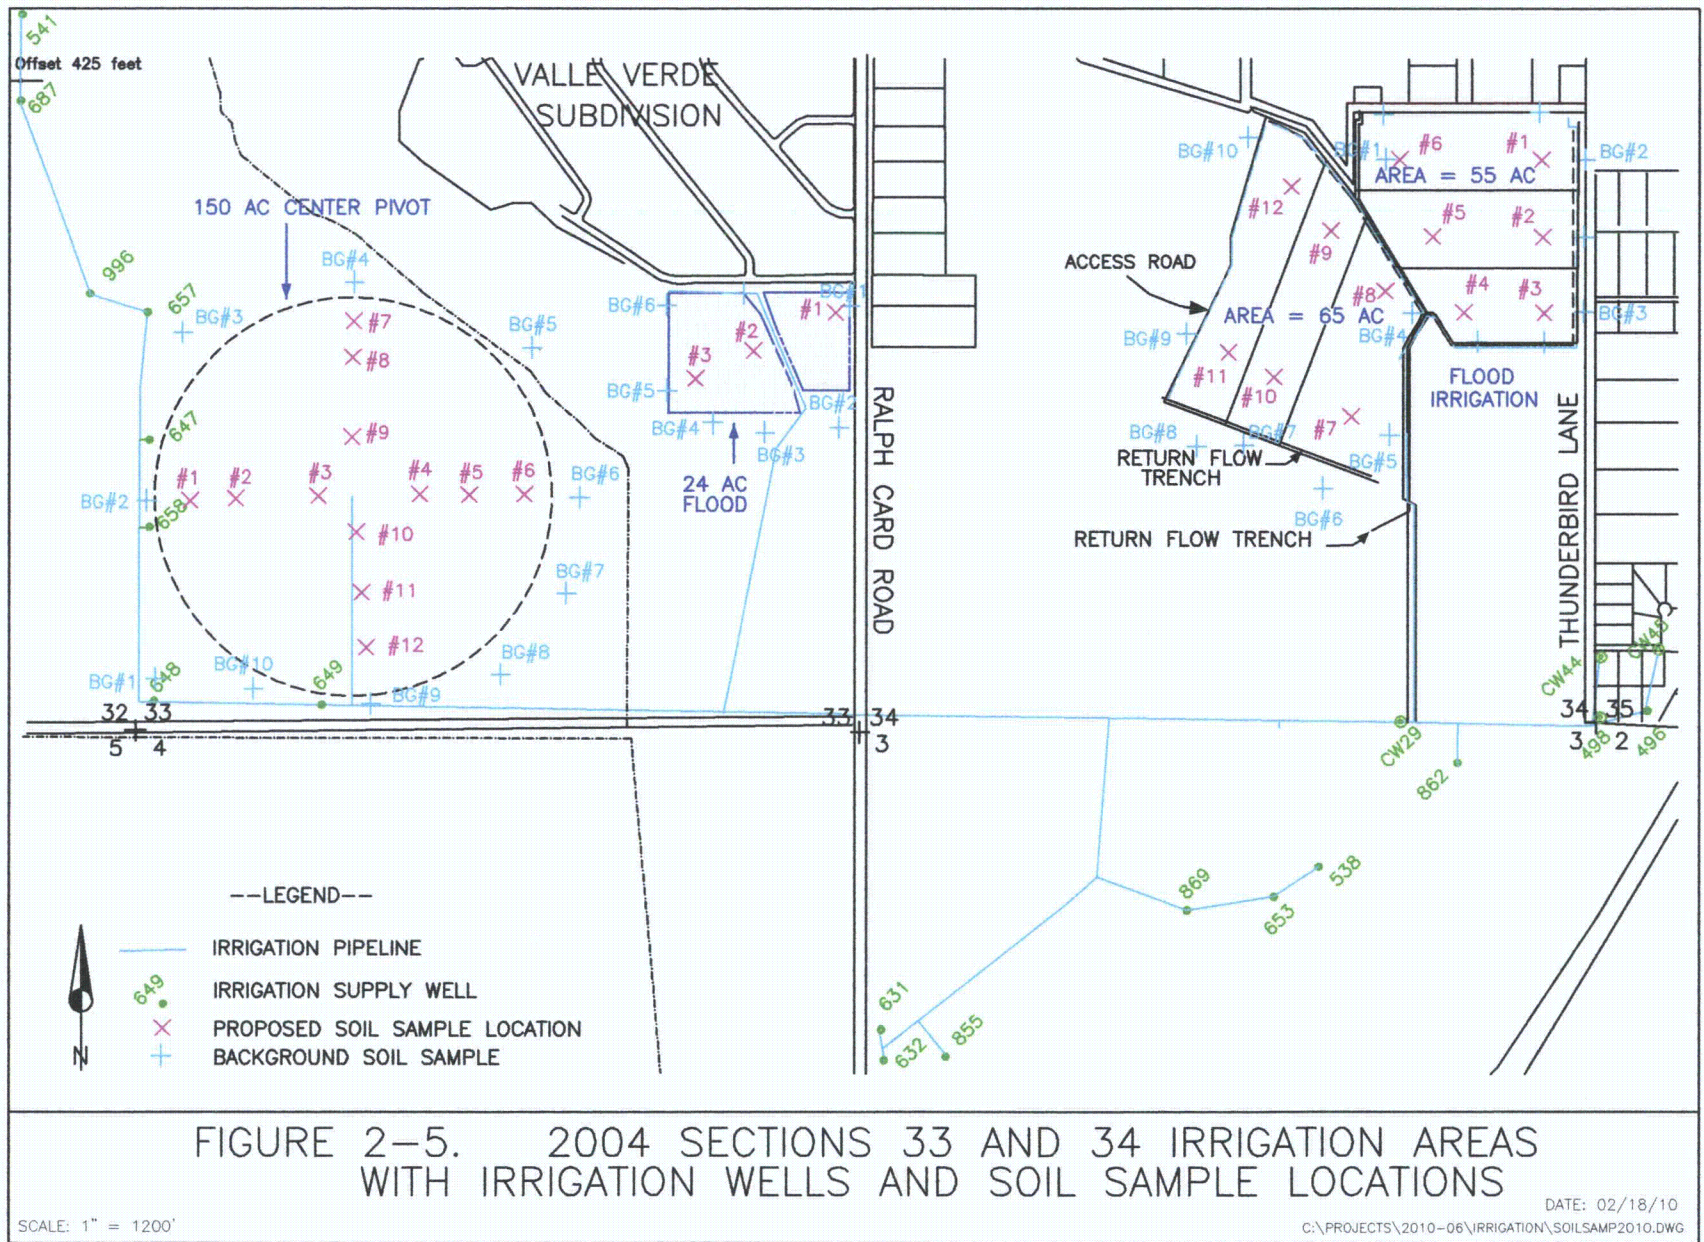 541
Offset 425 feet
687
VALLE VERDE
SUBDIVISION
150 AC CENTER PIVOT
996
657
BG#3
BG#4
BG#5
#7
#8
#9
647
#1
#2
#3
#4
#5
#6
BG#2
BG#6
658
#10
#11
#12
BG#7
BG#8
BG#1
648
BG#10
649
BG#9
32 33
5 4
BG#6
BG#1
#1
#2
#3
BG#5
BG#2
BG#4
BG#3
24 AC
FLOOD
RALPH CARD ROAD
33 34
3
BG#10
BG#1
#6
#1
BG#2
AREA = 55 AC
#12
#5
#2
#9
ACCESS ROAD
#8
#4
#3
BG#3
AREA = 65 AC
BG#9
BG#4
#11
#10
FLOOD
IRRIGATION
#7
BG#8
BG#7
BG#5
RETURN FLOW
TRENCH
BG#6
RETURN FLOW TRENCH
THUNDERBIRD LANE
CW44
CW45
34 35
3 2
CW29
498
496
862
869
538
653
631
632
855
--LEGEND--
IRRIGATION PIPELINE
649
IRRIGATION SUPPLY WELL
PROPOSED SOIL SAMPLE LOCATION
BACKGROUND SOIL SAMPLE
N
FIGURE 2-5. 2004 SECTIONS 33 AND 34 IRRIGATION AREAS
WITH IRRIGATION WELLS AND SOIL SAMPLE LOCATIONS
DATE: 02/18/10
SCALE: 1" = 1200'
C:\PROJECTS\2010-06\IRRIGATION\SOILSAMP2010.DWG